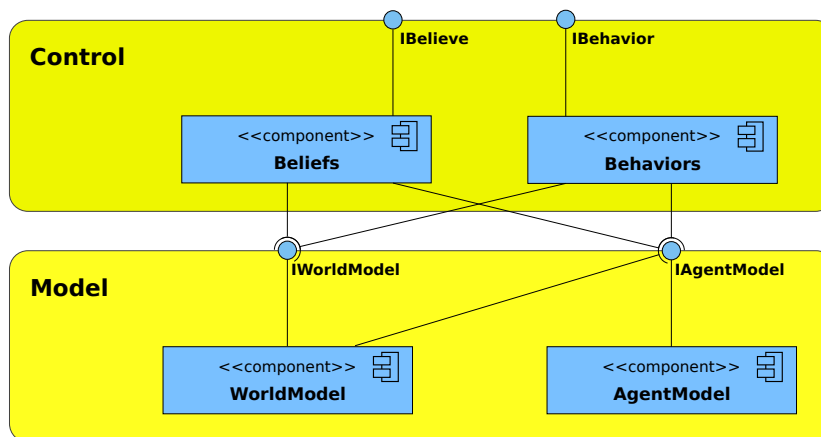 IBelieve
IBehavior
Control
<<component>>
Beliefs
<<component>>
Behaviors
IWorldModel
IAgentModel
Model
<<component>>
WorldModel
<<component>>
AgentModel